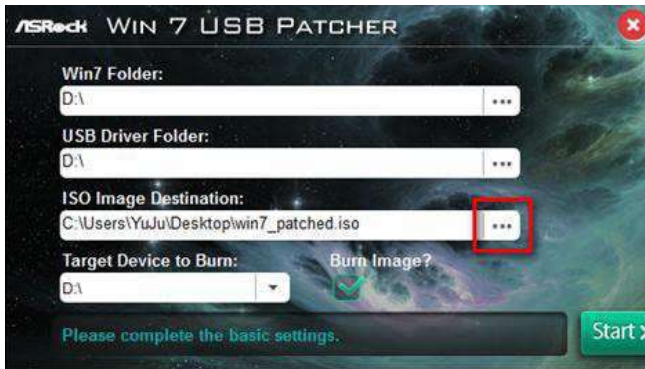 ASRock WIN 7 USB PATCHER
Win7 Folder:
D:\
USB Driver Folder:
D:\
ISO Image Destination:
C:\Users\YuJu\Desktop\win7_patched.iso
Target Device to Burn: Burn Image?
D:\
Please complete the basic settings.
Start